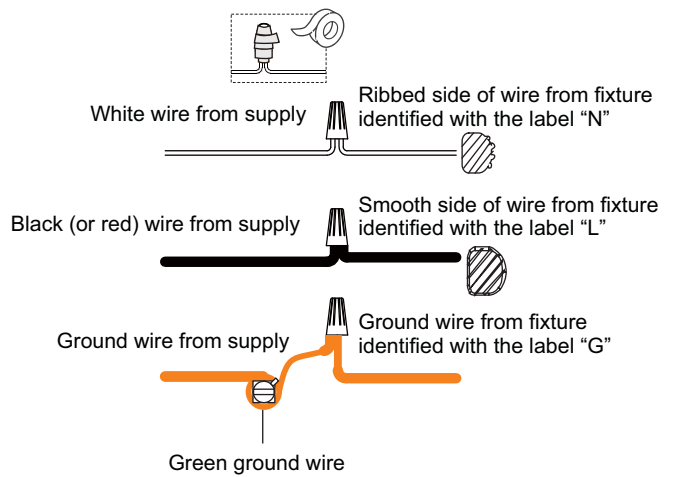 White wire from supply
Ribbed side of wire from fixture
identified with the label “N”
Black (or red) wire from supply
Smooth side of wire from fixture
identified with the label “L”
Ground wire from supply
Ground wire from fixture
identified with the label “G”
Green ground wire